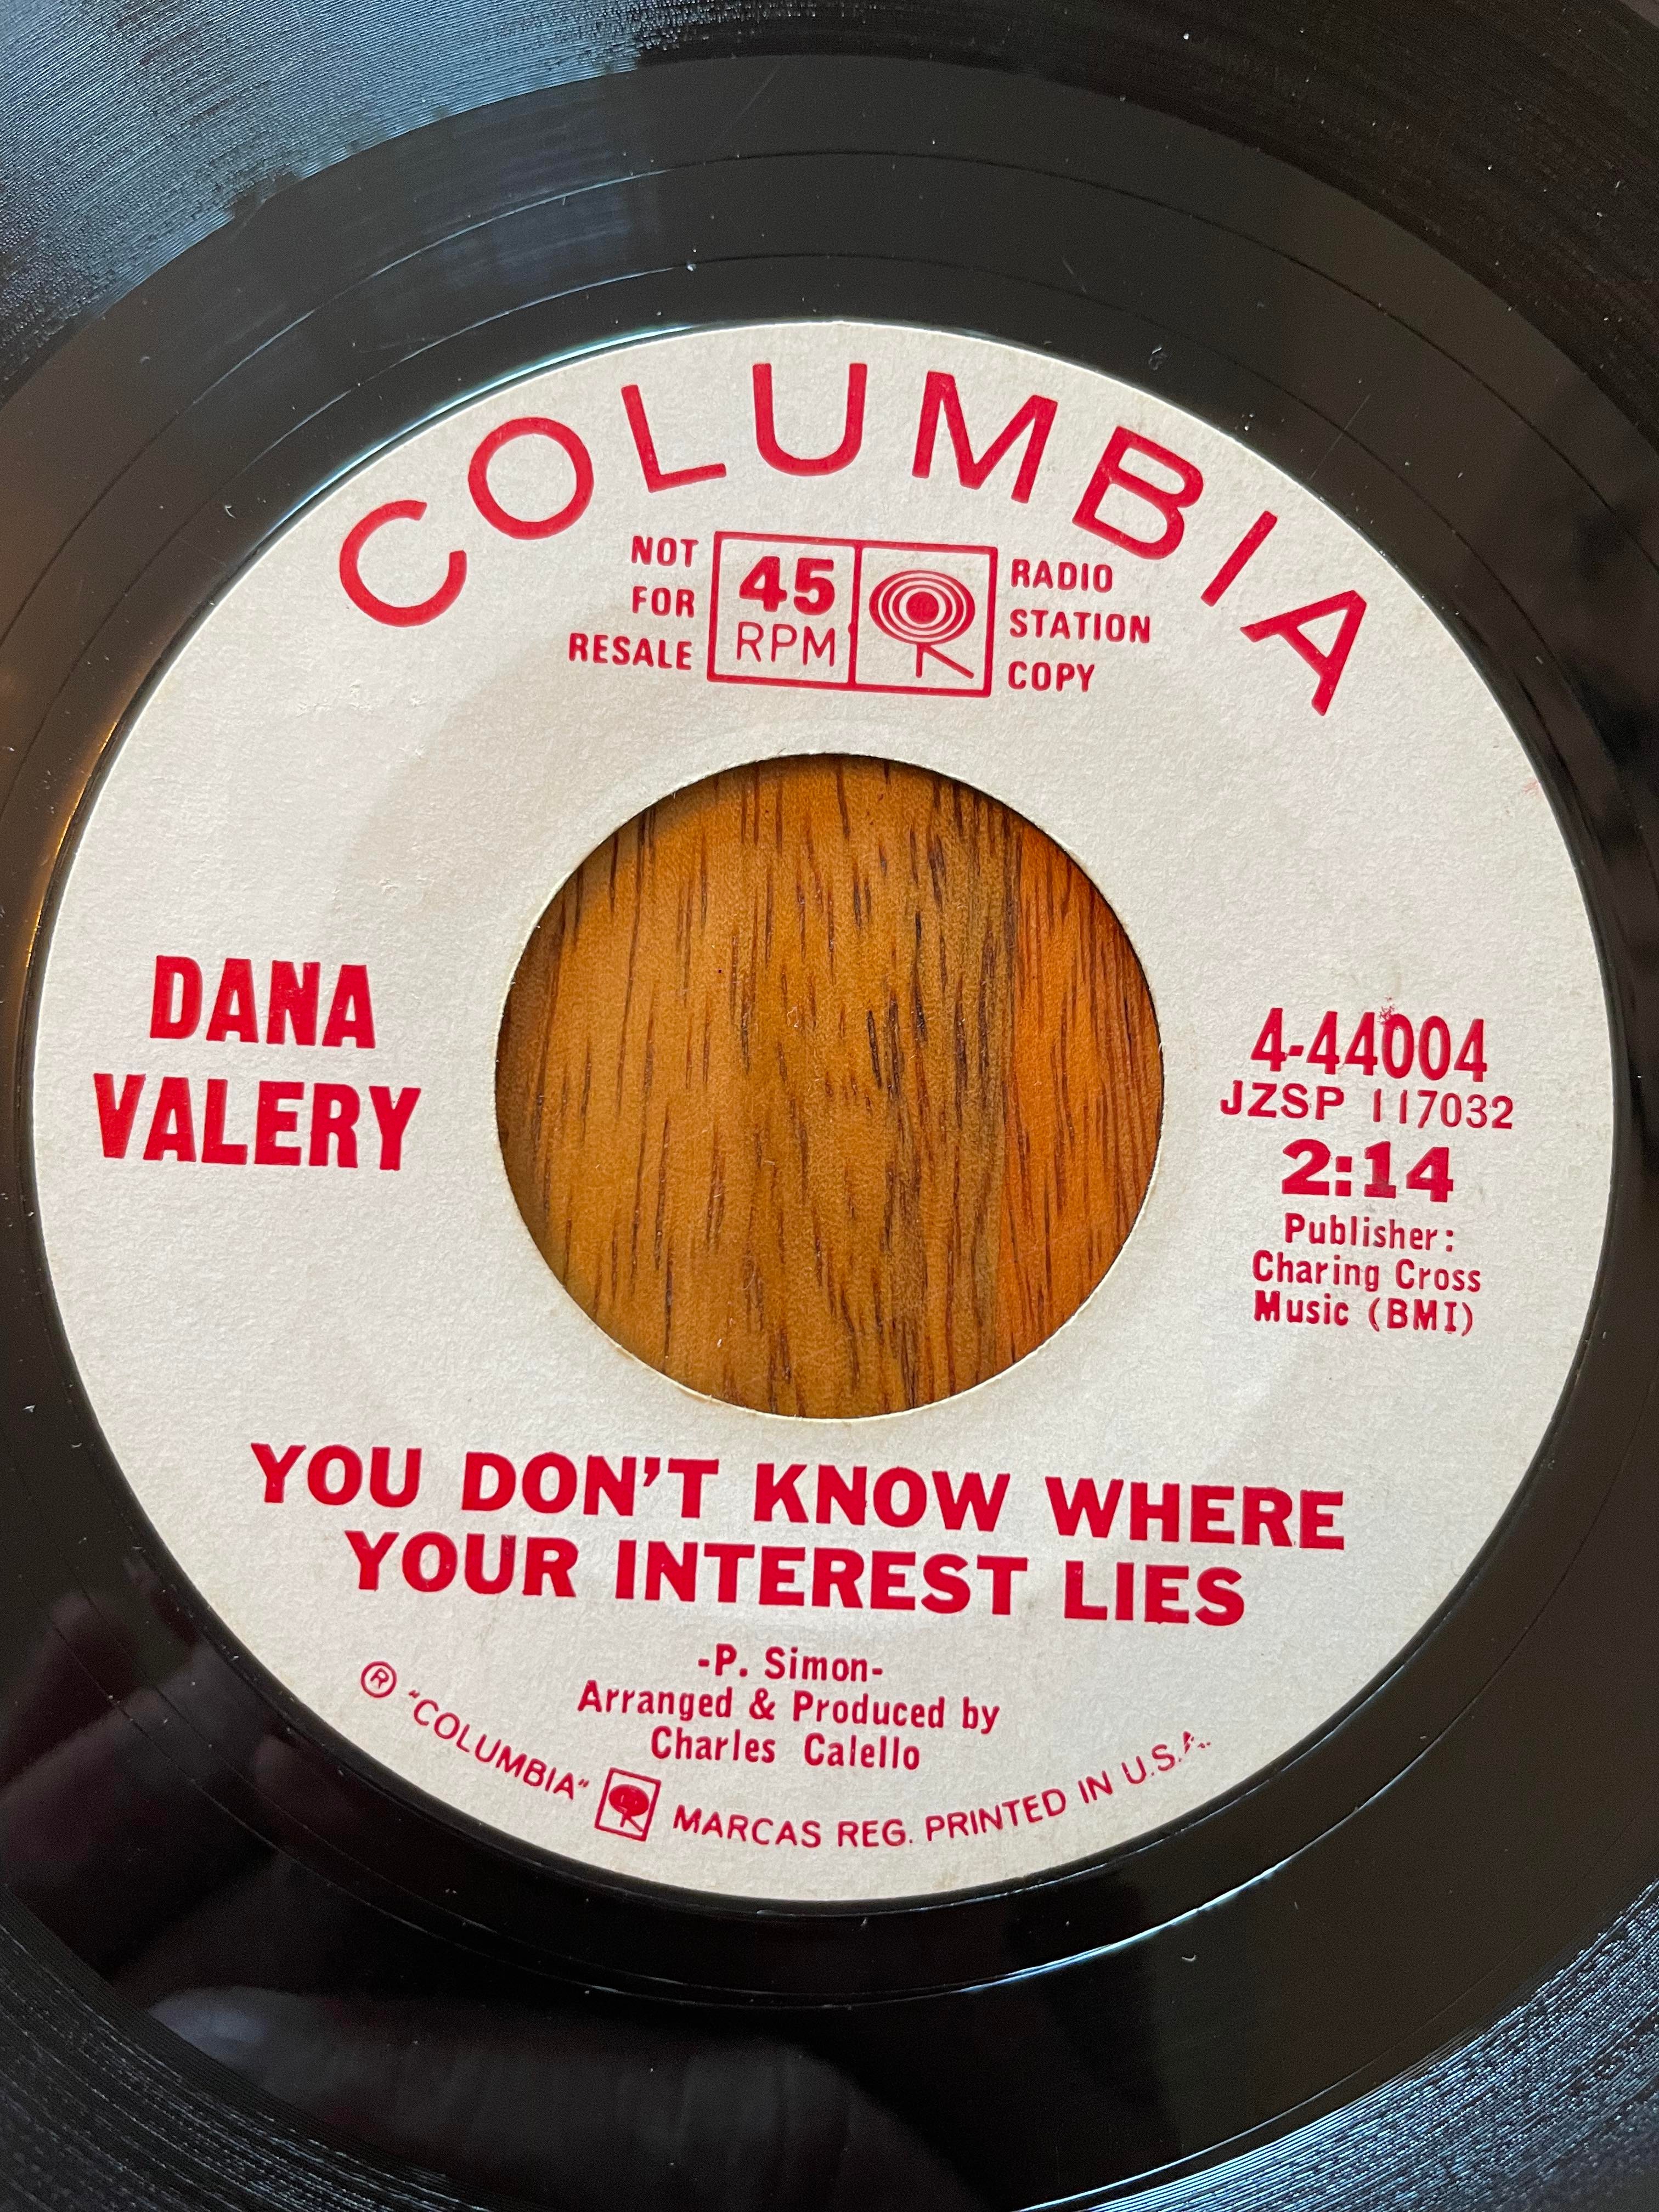 COLUMBIA
NOT
FOR
RESALE
45
RPM
RADIO
STATION
COPY
DANA
VALERY
4-44004
JZSP 117032
2:14
Publisher:
Charing Cross
Music (BMI)
YOU DON'T KNOW WHERE
YOUR INTEREST LIES
-P. Simon-
Arranged & Produced by
Charles Calello
® "COLUMBIA" MARCAS REG. PRINTED IN U.S.A.